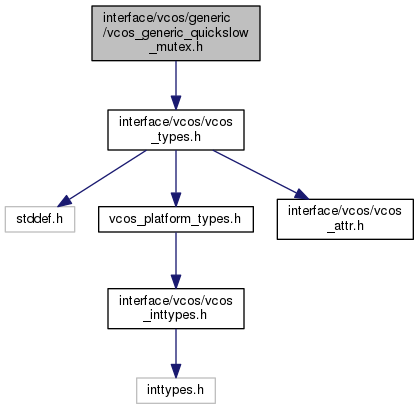 interface/vcos/generic
/vcos_generic_quickslow
_mutex.h
interface/vcos/vcos
_types.h
stddef.h
vcos_platform_types.h
interface/vcos/vcos
_attr.h
interface/vcos/vcos
_inttypes.h
inttypes.h